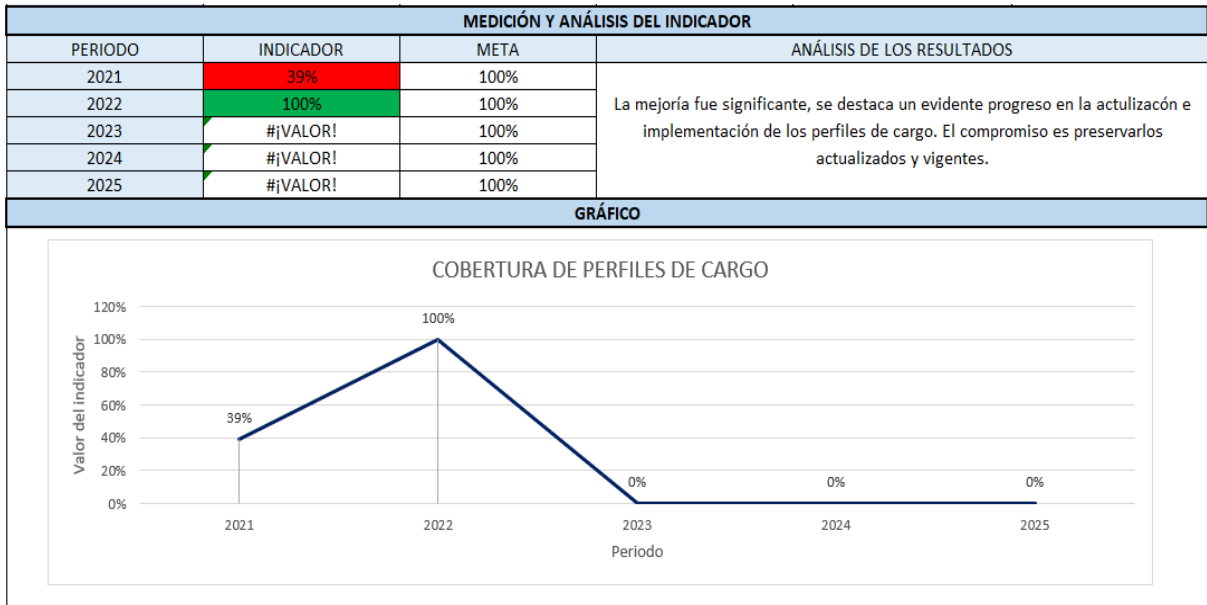 MEDICIÓN Y ANÁLISIS DEL INDICADOR
PERIODO INDICADOR META ANÁLISIS DE LOS RESULTADOS
2021 39% 100%
2022 100% 100%
2023 #¡VALOR! 100%
2024 #¡VALOR! 100%
2025 #¡VALOR! 100%
La mejoría fue significante, se destaca un evidente progreso en la actulizacón e
implementación de los perfiles de cargo. El compromiso es preservarlos
actualizados y vigentes.
GRÁFICO
COBERTURA DE PERFILES DE CARGO
Valor del indicador
120%
100%
80%
60%
40%
20%
0%
39%
100%
0%
0%
0%
2021 2022 2023 2024 2025
Periodo